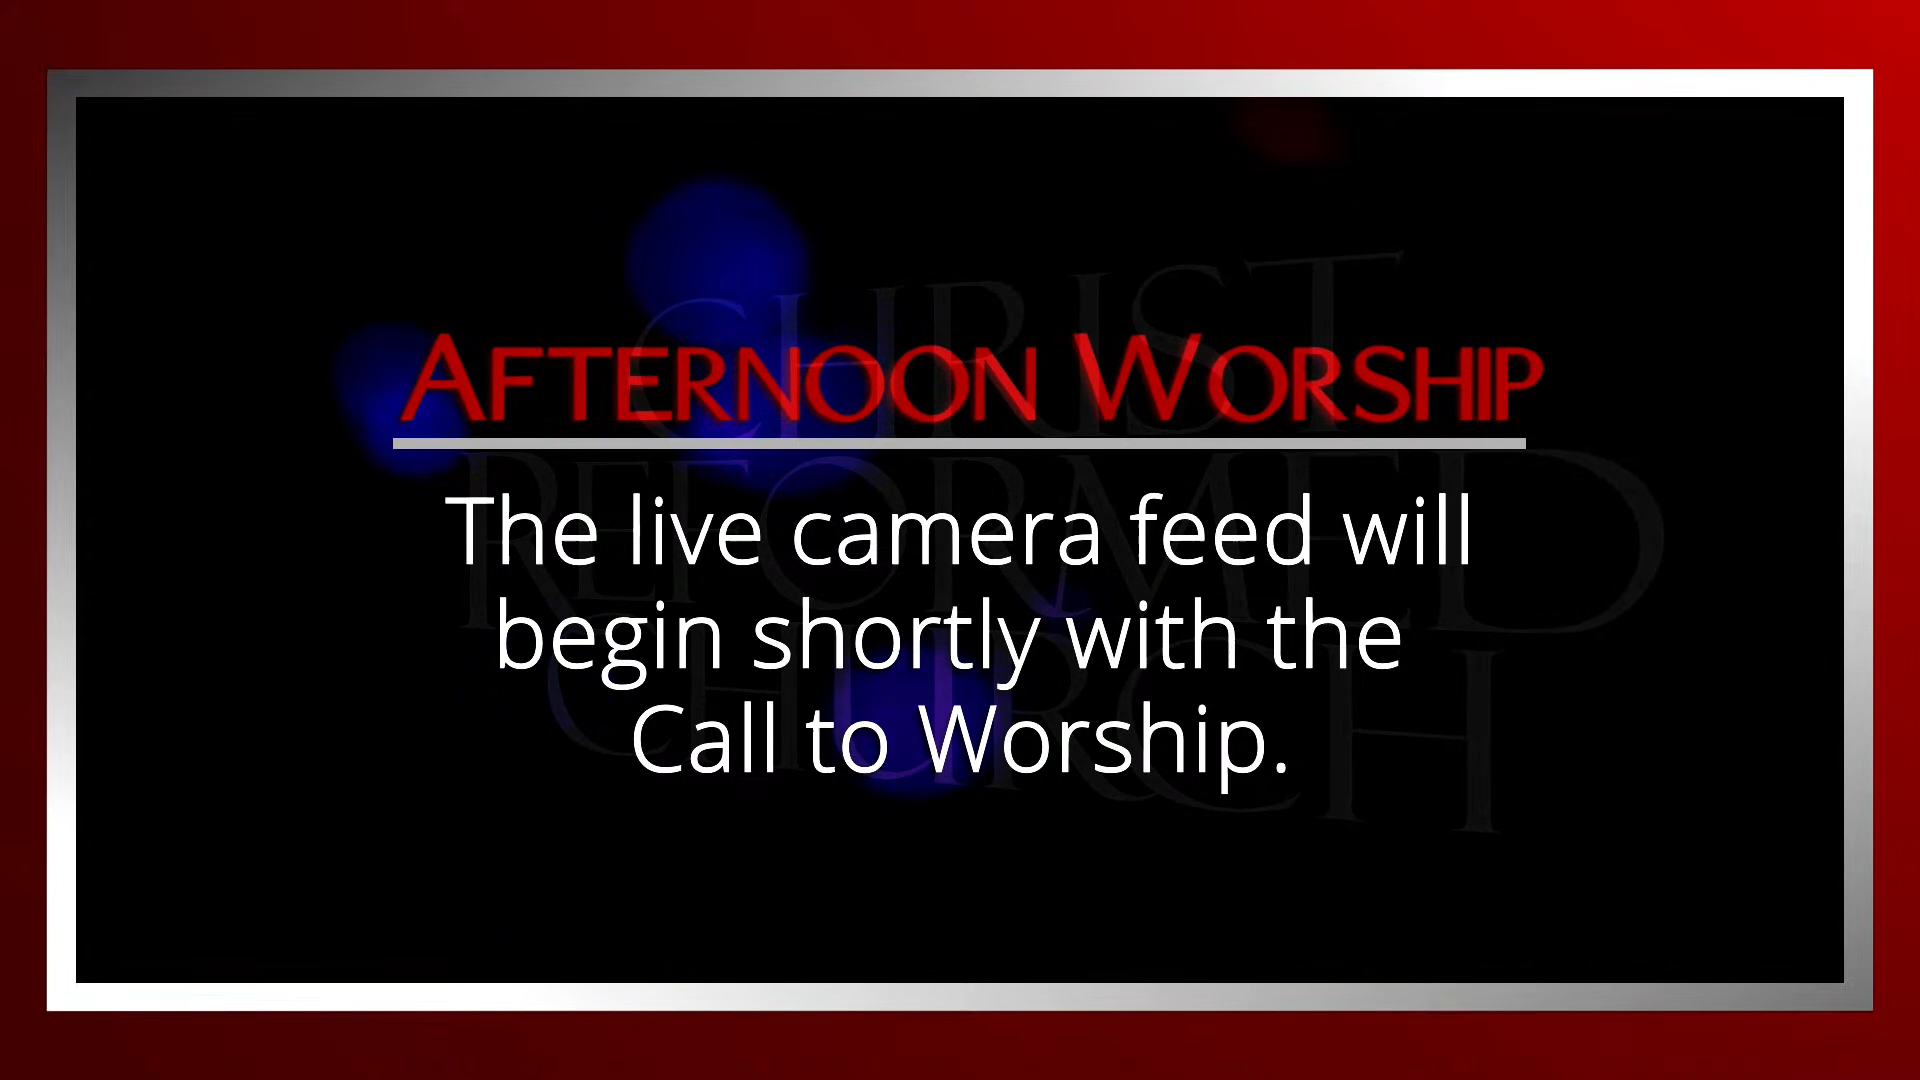 AFTERNOON WORSHIP
The live camera feed will
begin shortly with the
Call to Worship.
CHRIST
REFORMED
CHURCH